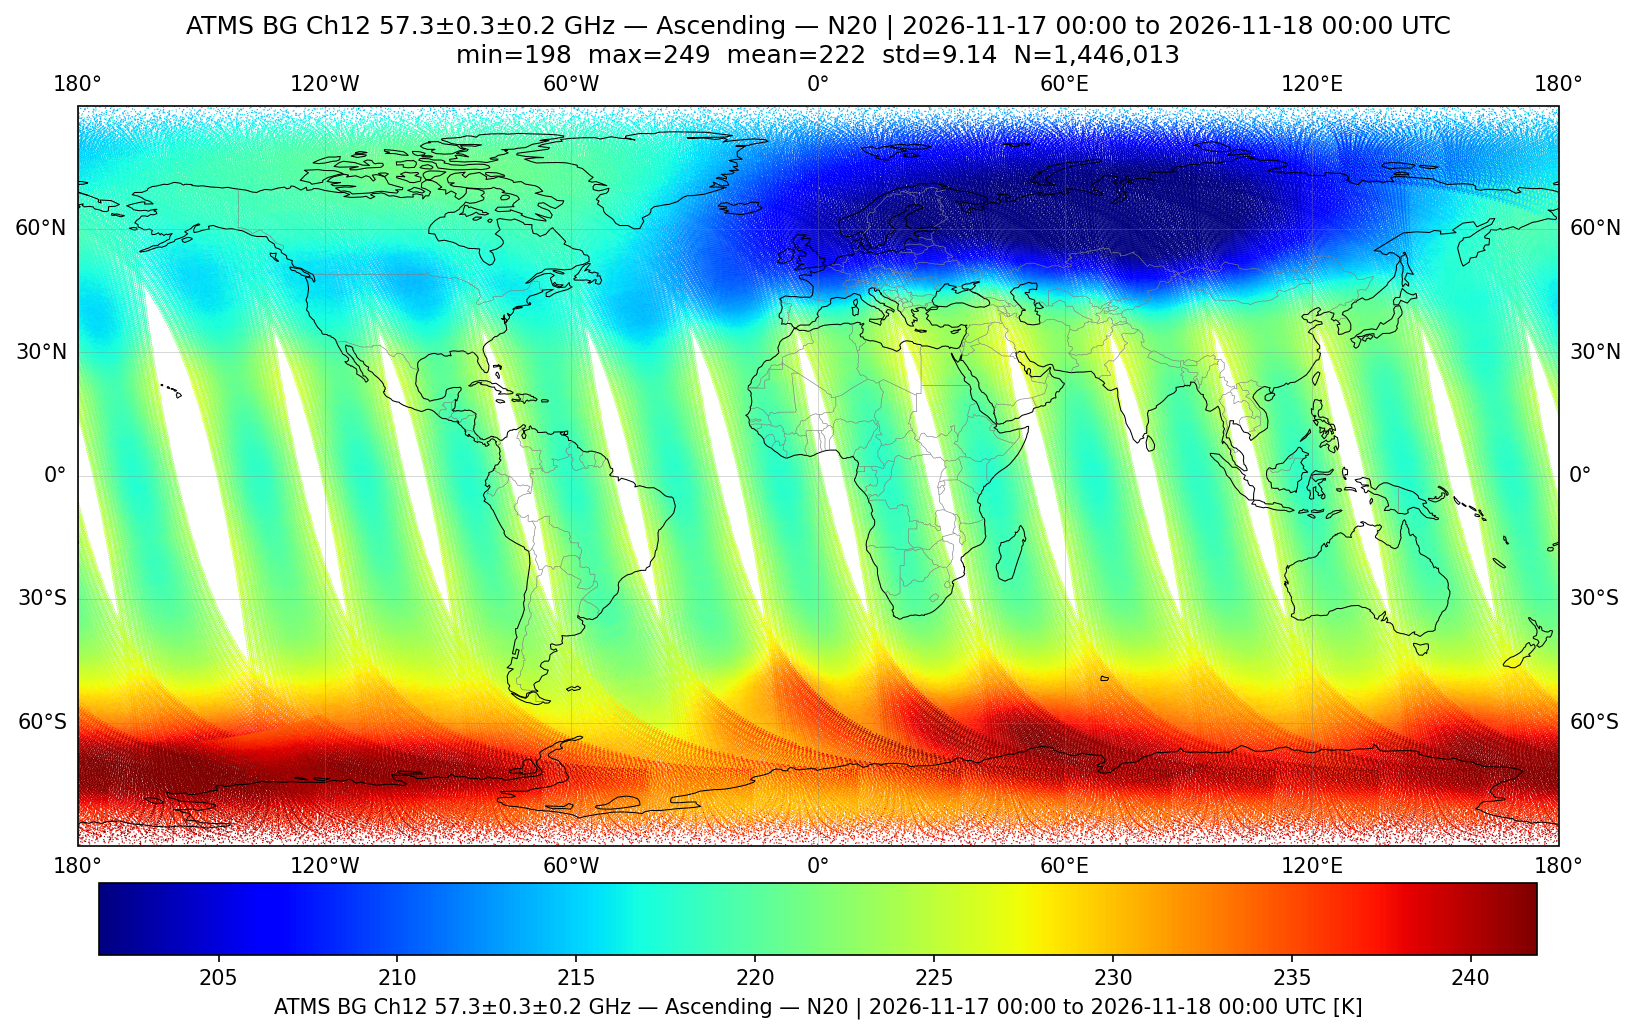 ATMS BG Ch12 57.3±0.3±0.2 GHz — Ascending — N20 | 2026-11-17 00:00 to 2026-11-18 00:00 UTC
min=198 max=249 mean=222 std=9.14 N=1,446,013
180° 120°W 60°W 0° 60°E 120°E 180°
60°N 60°N
30°N 30°N
0° 0°
30°S 30°S
60°S 60°S
180° 120°W 60°W 0° 60°E 120°E 180°
205 210 215 220 225 230 235 240
ATMS BG Ch12 57.3±0.3±0.2 GHz — Ascending — N20 | 2026-11-17 00:00 to 2026-11-18 00:00 UTC [K]